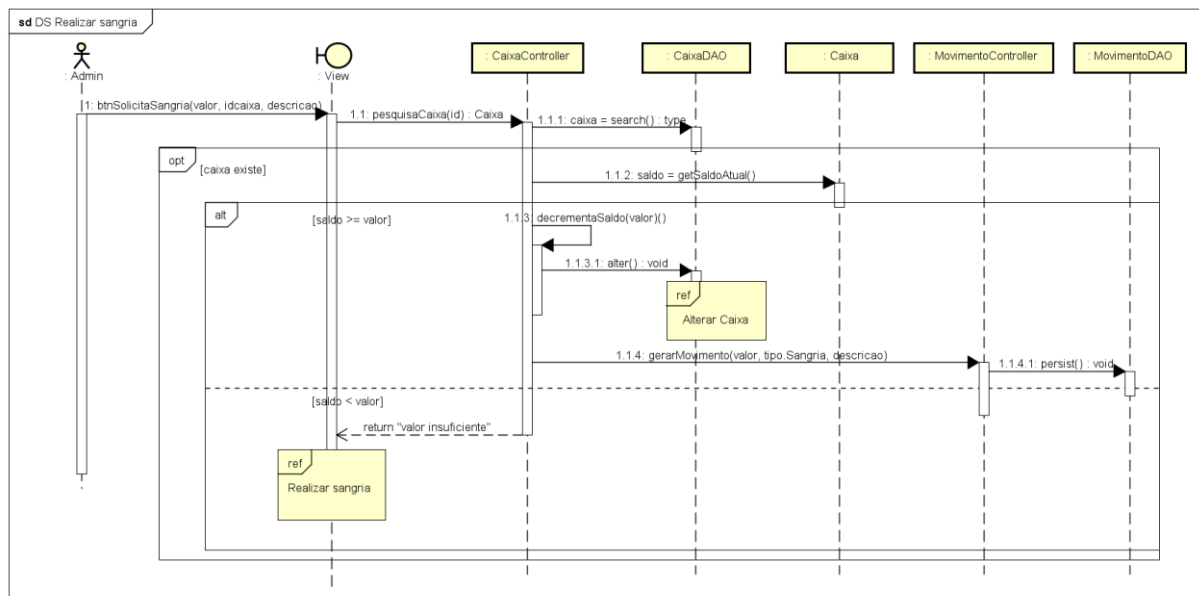 sd DS Realizar sangria
: Admin
: View
: CaixaController
: CaixaDAO
: Caixa
: MovimentoController
: MovimentoDAO
1: btnSolicitaSangria(valor, idcaixa, descricao)
1.1: pesquisaCaixa(id) : Caixa
1.1.1: caixa = search() : type
opt
[caixa existe]
1.1.2: saldo = getSaldoAtual()
alt
[saldo >= valor]
1.1.3: decrementaSaldo(valor)()
1.1.3.1: alter() : void
ref
Alterar Caixa
1.1.4: gerarMovimento(valor, tipo.Sangria, descricao)
1.1.4.1: persist() : void
[saldo < valor]
return "valor insuficiente"
ref
Realizar sangria